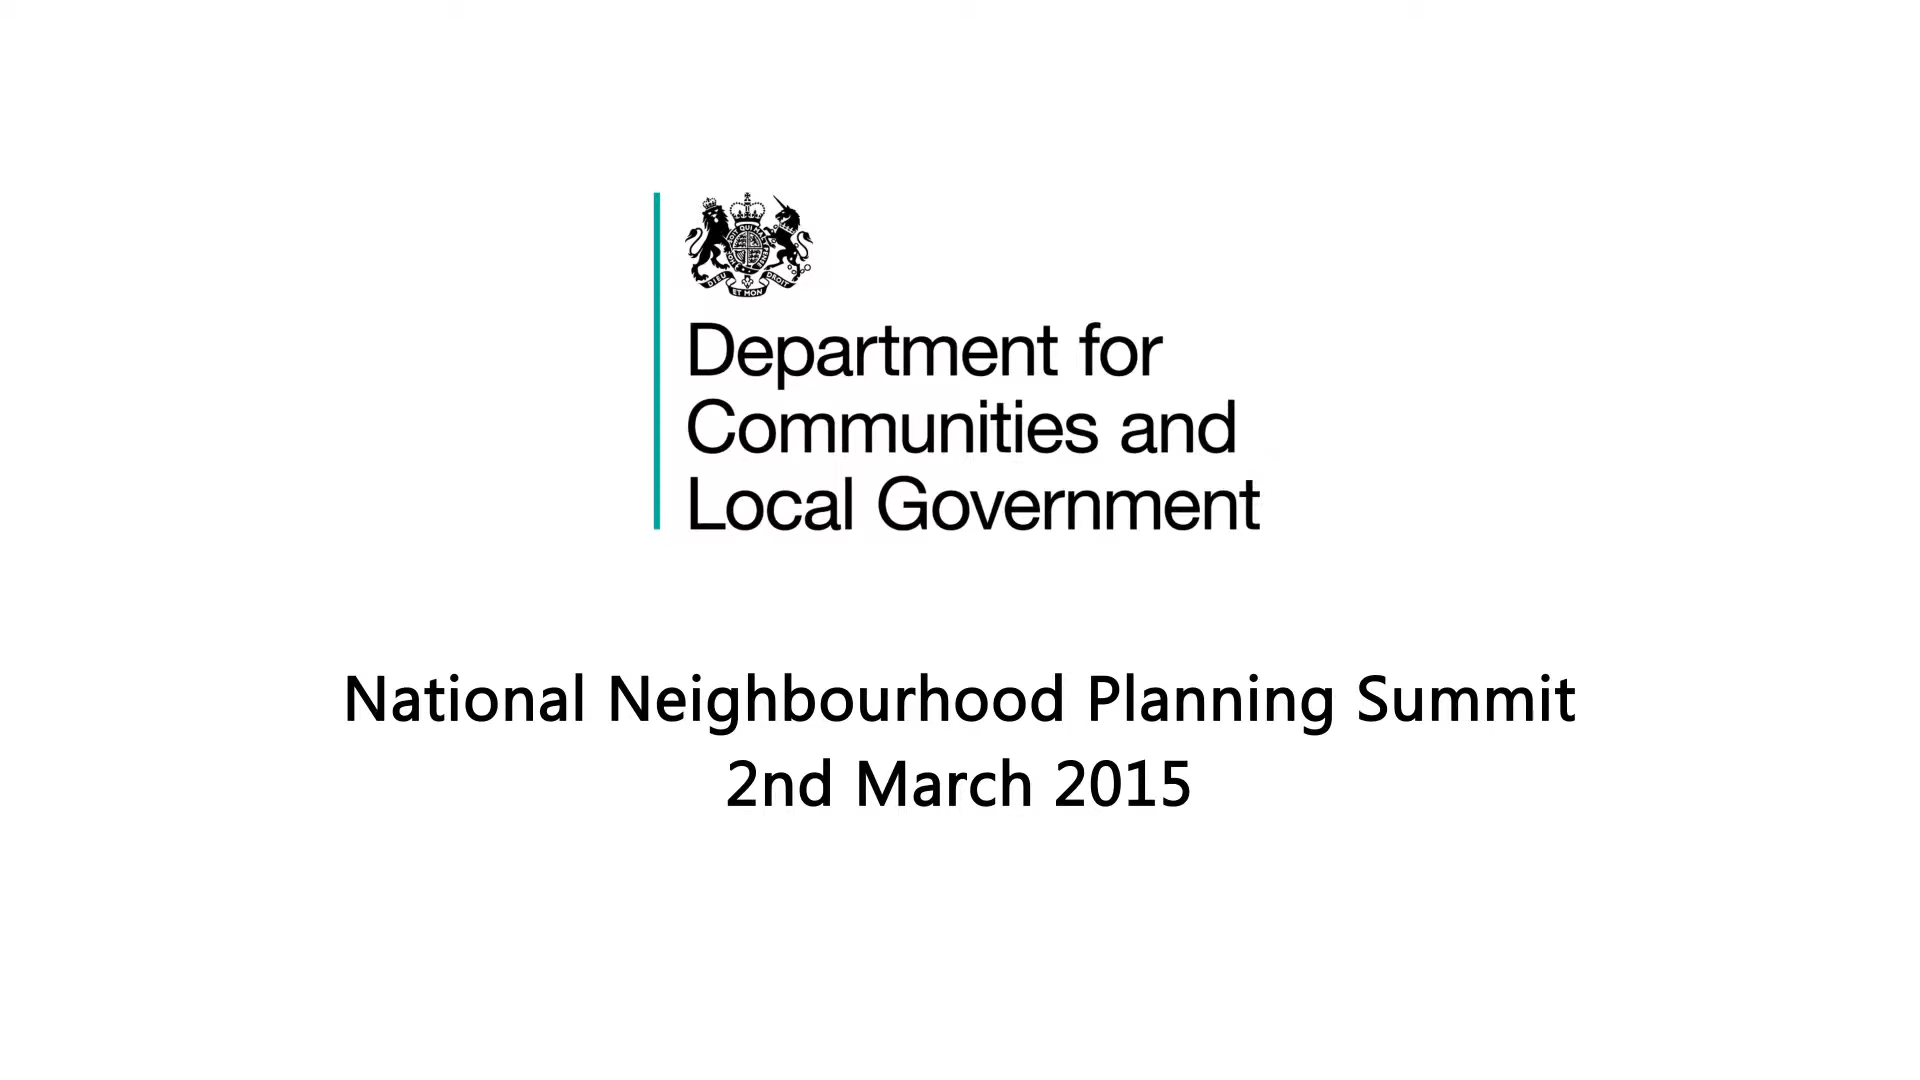 DIEU ET MON DROIT
Department for
Communities and
Local Government
National Neighbourhood Planning Summit
2nd March 2015